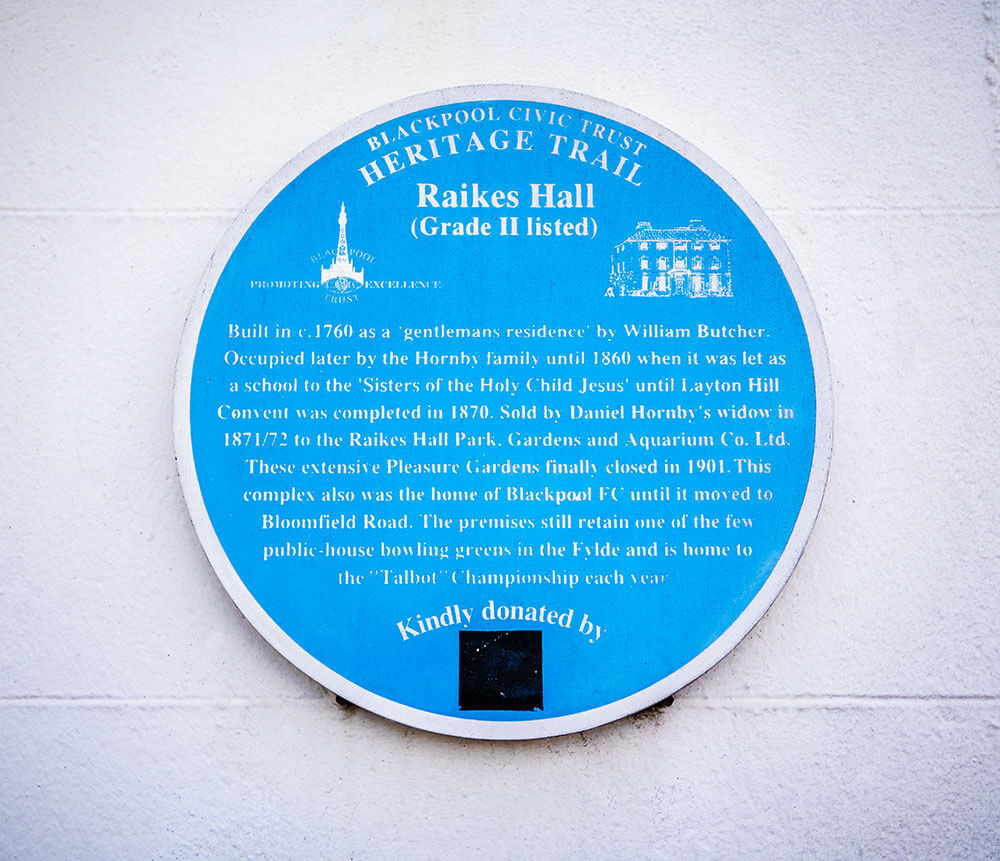 BLACKPOOL CIVIC TRUST
HERITAGE TRAIL
Raikes Hall
(Grade II listed)
BLACKPOOL
PROMOTING CIVIC EXCELLENCE
TRUST
Built in c.1760 as a 'gentlemans residence' by William Butcher.
Occupied later by the Hornby family until 1860 when it was let as
a school to the 'Sisters of the Holy Child Jesus' until Layton Hill
Convent was completed in 1870. Sold by Daniel Hornby's widow in
1871/72 to the Raikes Hall Park, Gardens and Aquarium Co. Ltd.
These extensive Pleasure Gardens finally closed in 1901. This
complex also was the home of Blackpool FC until it moved to
Bloomfield Road. The premises still retain one of the few
public-house bowling greens in the Fylde and is home to
the "Talbot" Championship each year
Kindly donated by